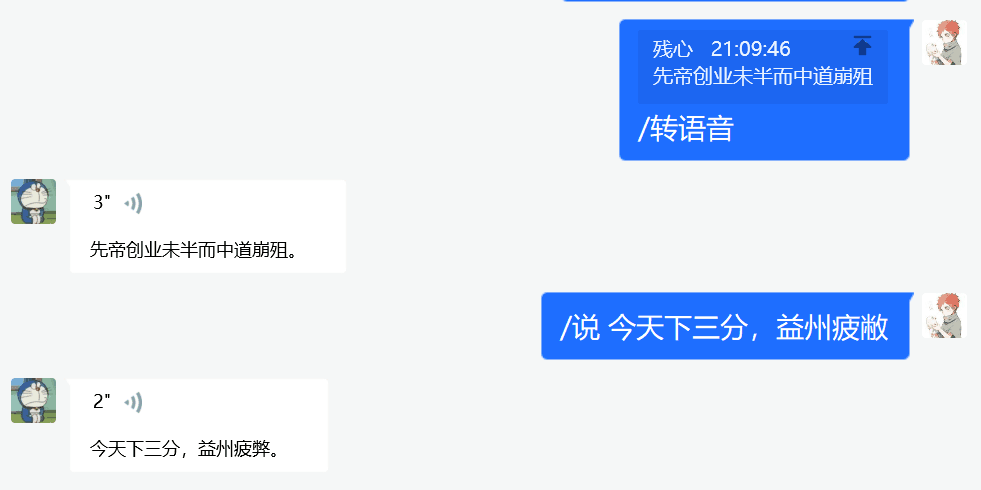 残心 21:09:46
先帝创业未半而中道崩殂
/转语音
3"
先帝创业未半而中道崩殂。
/说 今天下三分，益州疲敝
2"
今天下三分，益州疲弊。